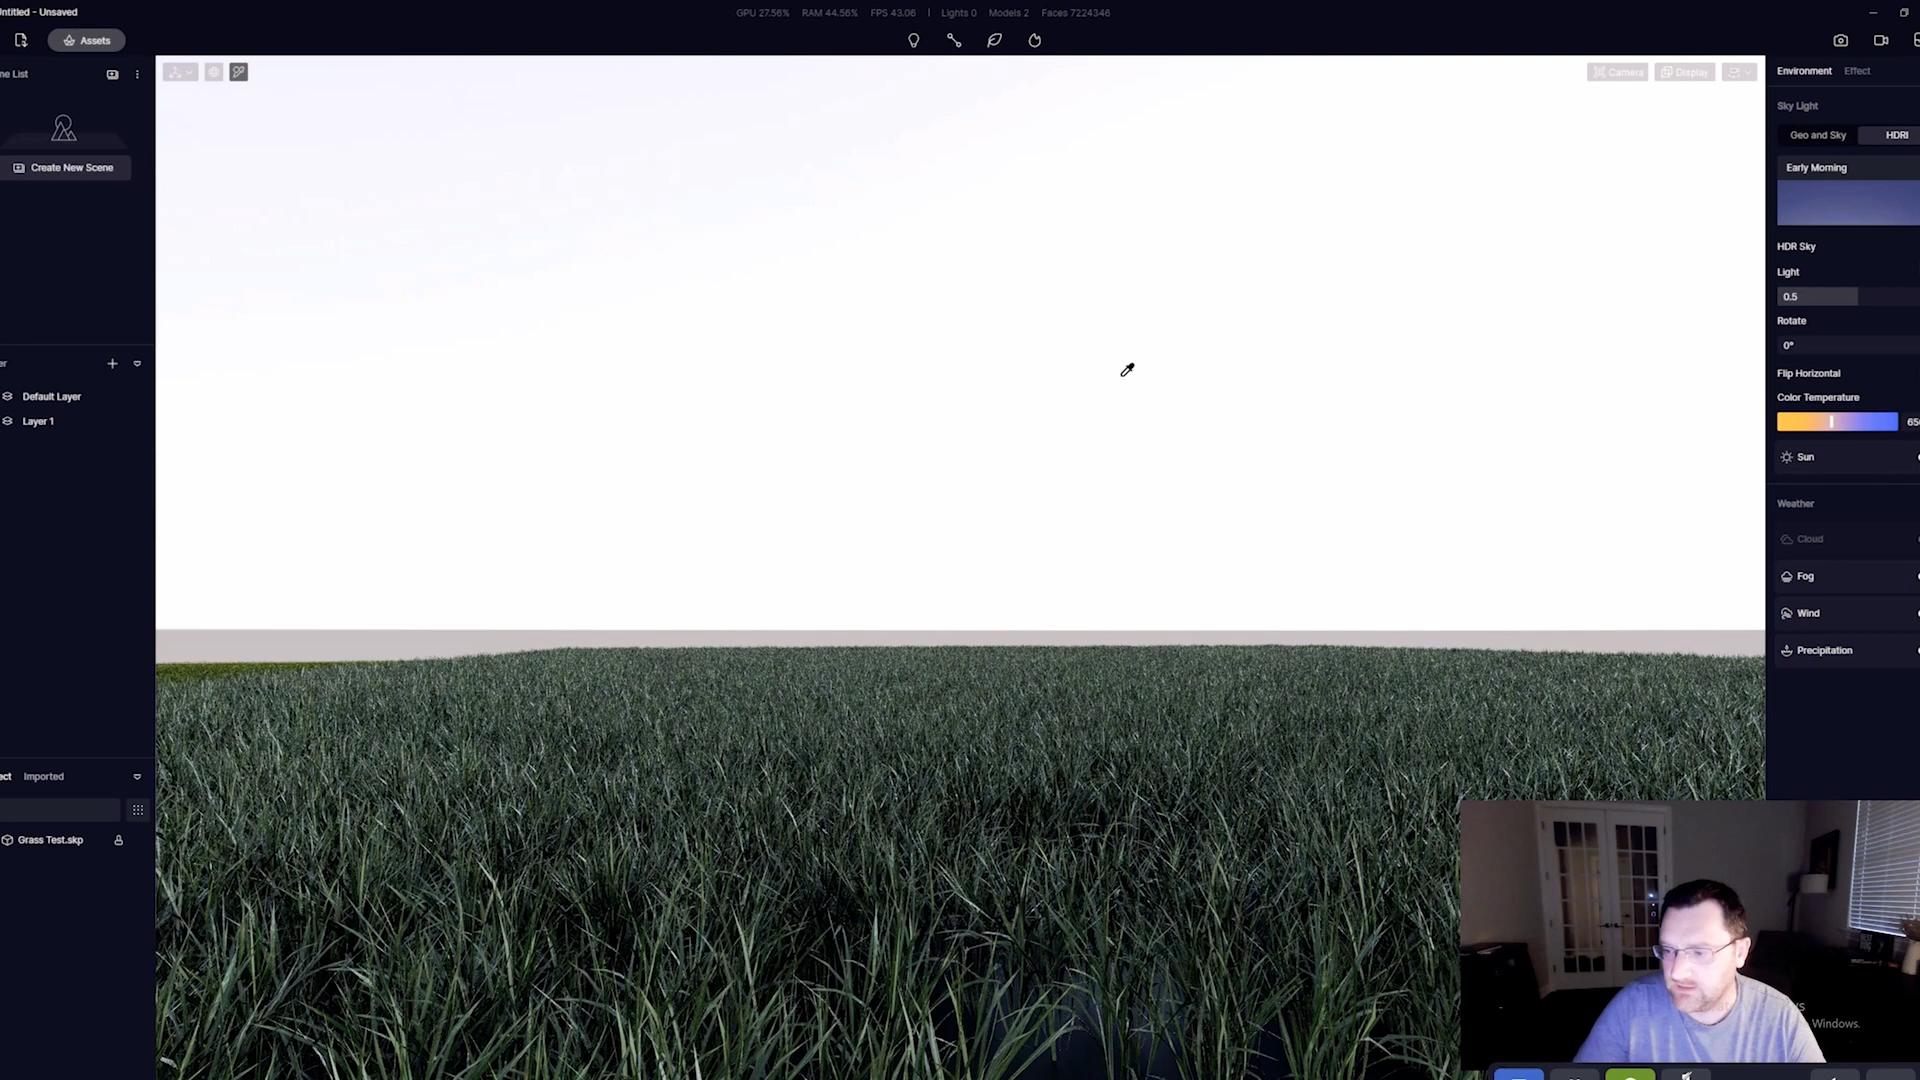 ntitled - Unsaved
GPU 27.56% RAM 44.56% FPS 43.06 | Lights 0 Models 2 Faces 7224346
Assets
ne List
Camera Display
Environment Effect
Sky Light
Geo and Sky HDRI
Create New Scene
Early Morning
HDR Sky
Light
0.5
Rotate
0°
er
Flip Horizontal
Default Layer
Color Temperature
Layer 1
650
Sun
Weather
Cloud
Fog
Wind
Precipitation
ect Imported
Grass Test.skp
Windows.